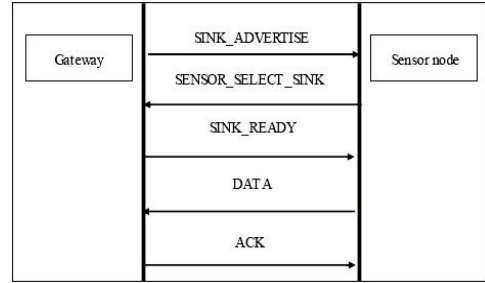 SINK_ADVERTISE
Gateway
Sensor node
SENSOR_SELECT_SINK
SINK_READY
DATA
ACK